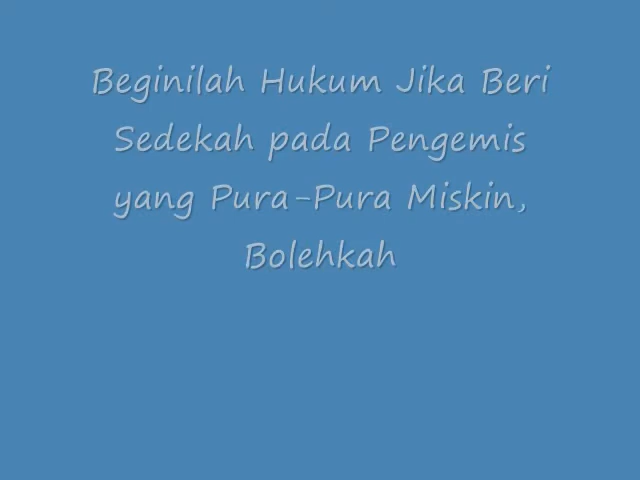 Beginilah Hukum Jika Beri
Sedekah pada Pengemis
yang Pura-Pura Miskin,
Bolehkah